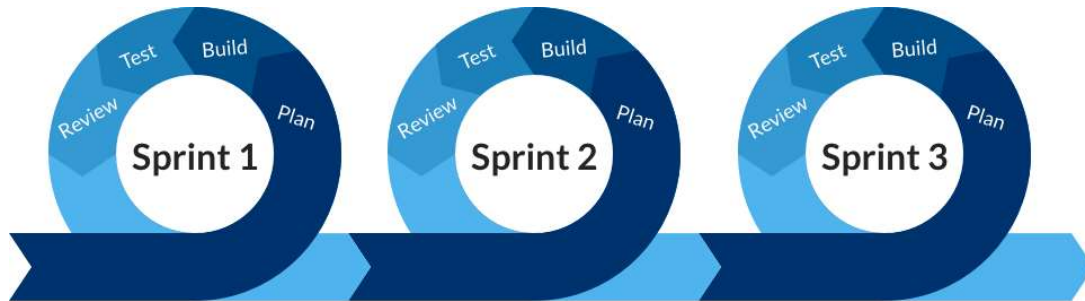 Test
Build
Review
Plan
Sprint 1
Test
Build
Review
Plan
Sprint 2
Test
Build
Review
Plan
Sprint 3